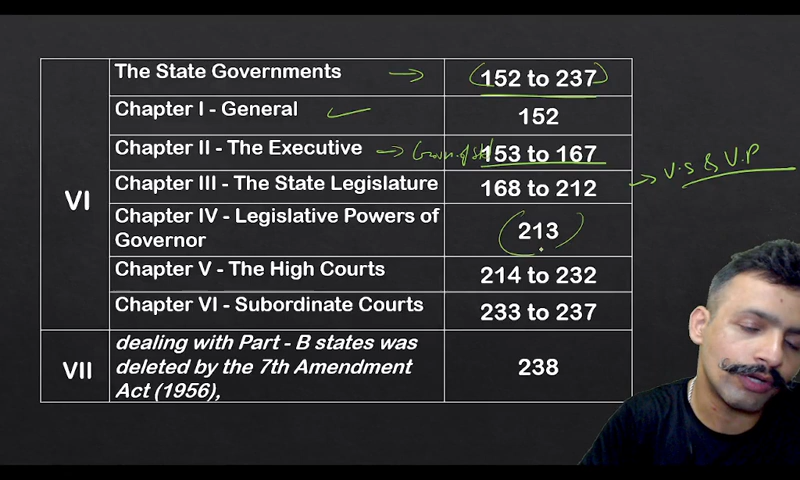 VI
The State Governments 152 to 237
Chapter I - General 152
Chapter II - The Executive 153 to 167
Chapter III - The State Legislature 168 to 212
V.S & V.P
Chapter IV - Legislative Powers of
Governor 213
Chapter V - The High Courts 214 to 232
Chapter VI - Subordinate Courts 233 to 237
VII
dealing with Part - B states was
deleted by the 7th Amendment 238
Act (1956),